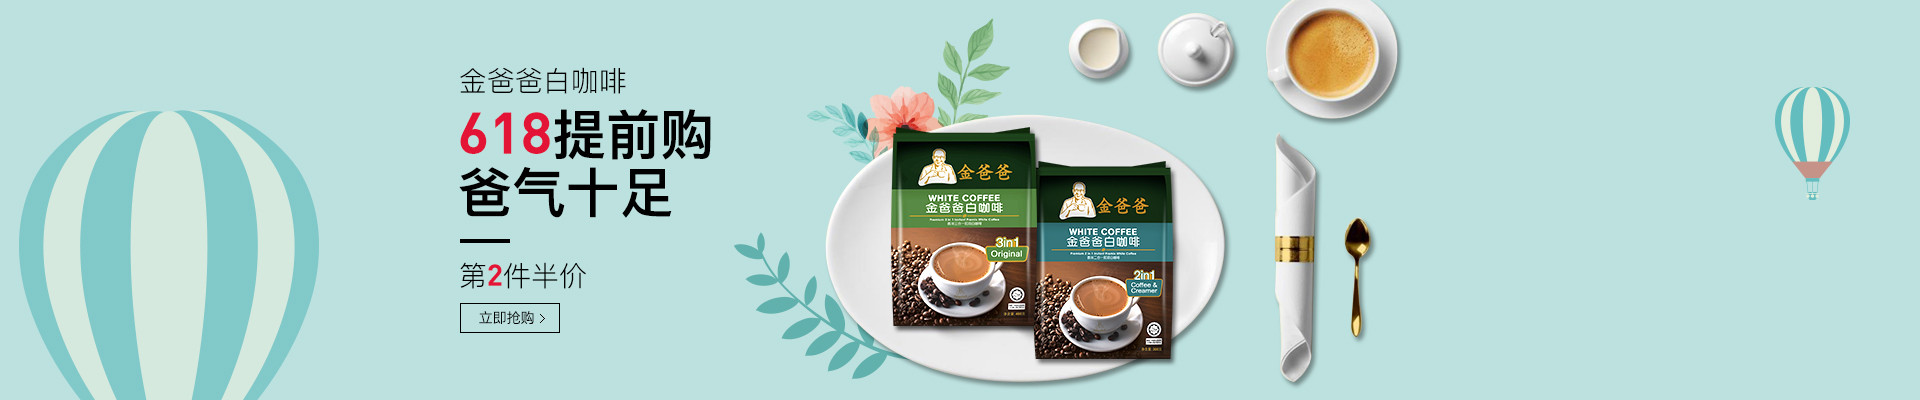 金爸爸白咖啡
618提前购
爸气十足
第2件半价
立即抢购 >
金爸爸
WHITE COFFEE
金爸爸白咖啡
3in1
Original
金爸爸
WHITE COFFEE
金爸爸白咖啡
2in1
Coffee &
Creamer